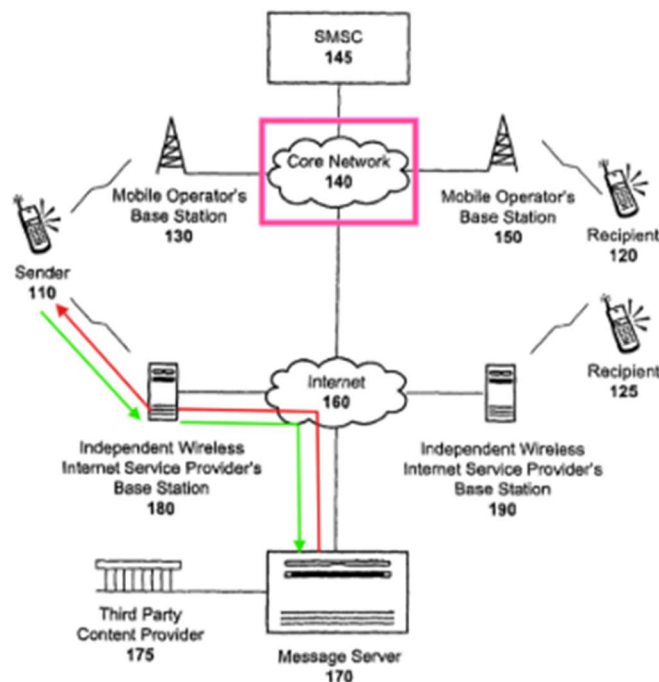 SMSC
145
Core Network
140
Mobile Operator's
Base Station
130
Mobile Operator's
Base Station
150
Recipient
120
Sender
110
Recipient
125
Internet
160
Independent Wireless
Internet Service Provider's
Base Station
180
Independent Wireless
Internet Service Provider's
Base Station
190
Third Party
Content Provider
175
Message Server
170